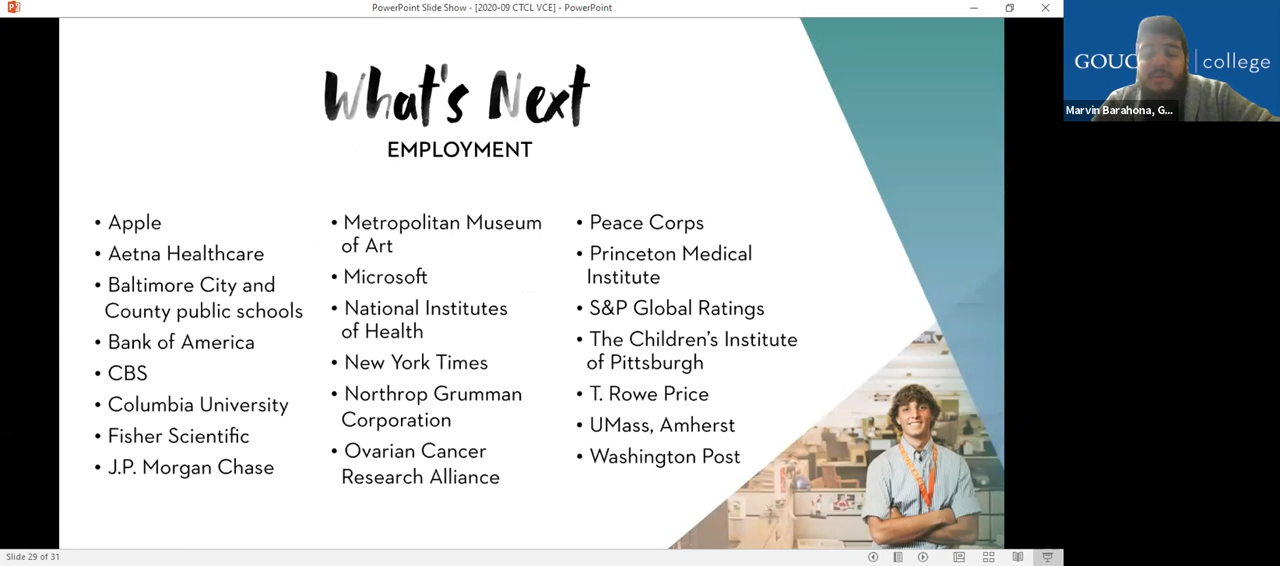 PowerPoint Slide Show - [2020-09 CTCL VCE] - PowerPoint
What's Next
EMPLOYMENT
• Apple
• Aetna Healthcare
• Baltimore City and
County public schools
• Bank of America
• CBS
• Columbia University
• Fisher Scientific
• J.P. Morgan Chase
• Metropolitan Museum
of Art
• Microsoft
• National Institutes
of Health
• New York Times
• Northrop Grumman
Corporation
• Ovarian Cancer
Research Alliance
• Peace Corps
• Princeton Medical
Institute
• S&P Global Ratings
• The Children's Institute
of Pittsburgh
• T. Rowe Price
• UMass, Amherst
• Washington Post
GOUC college
Marvin Barahona, G...
Slide 29 of 31